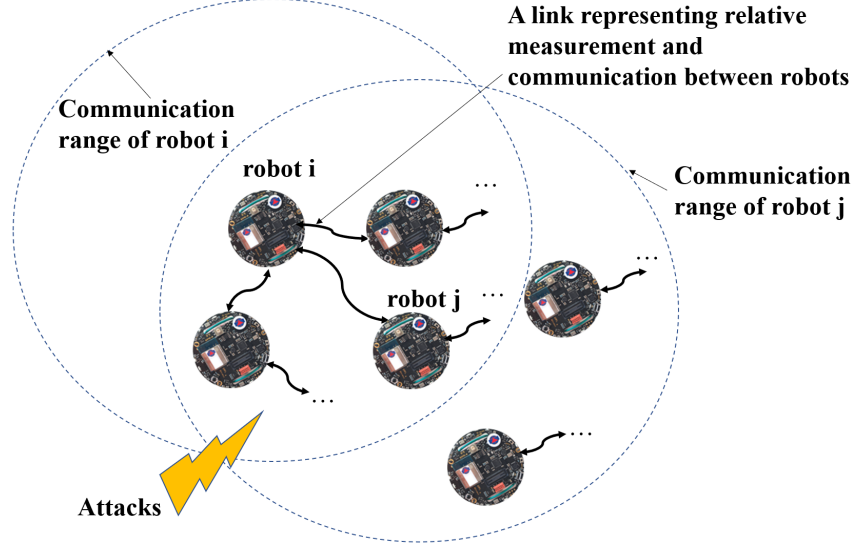 A link representing relative
measurement and
communication between robots
Communication
range of robot i
robot i
...
Communication
range of robot j
...
robot j
...
...
...
Attacks